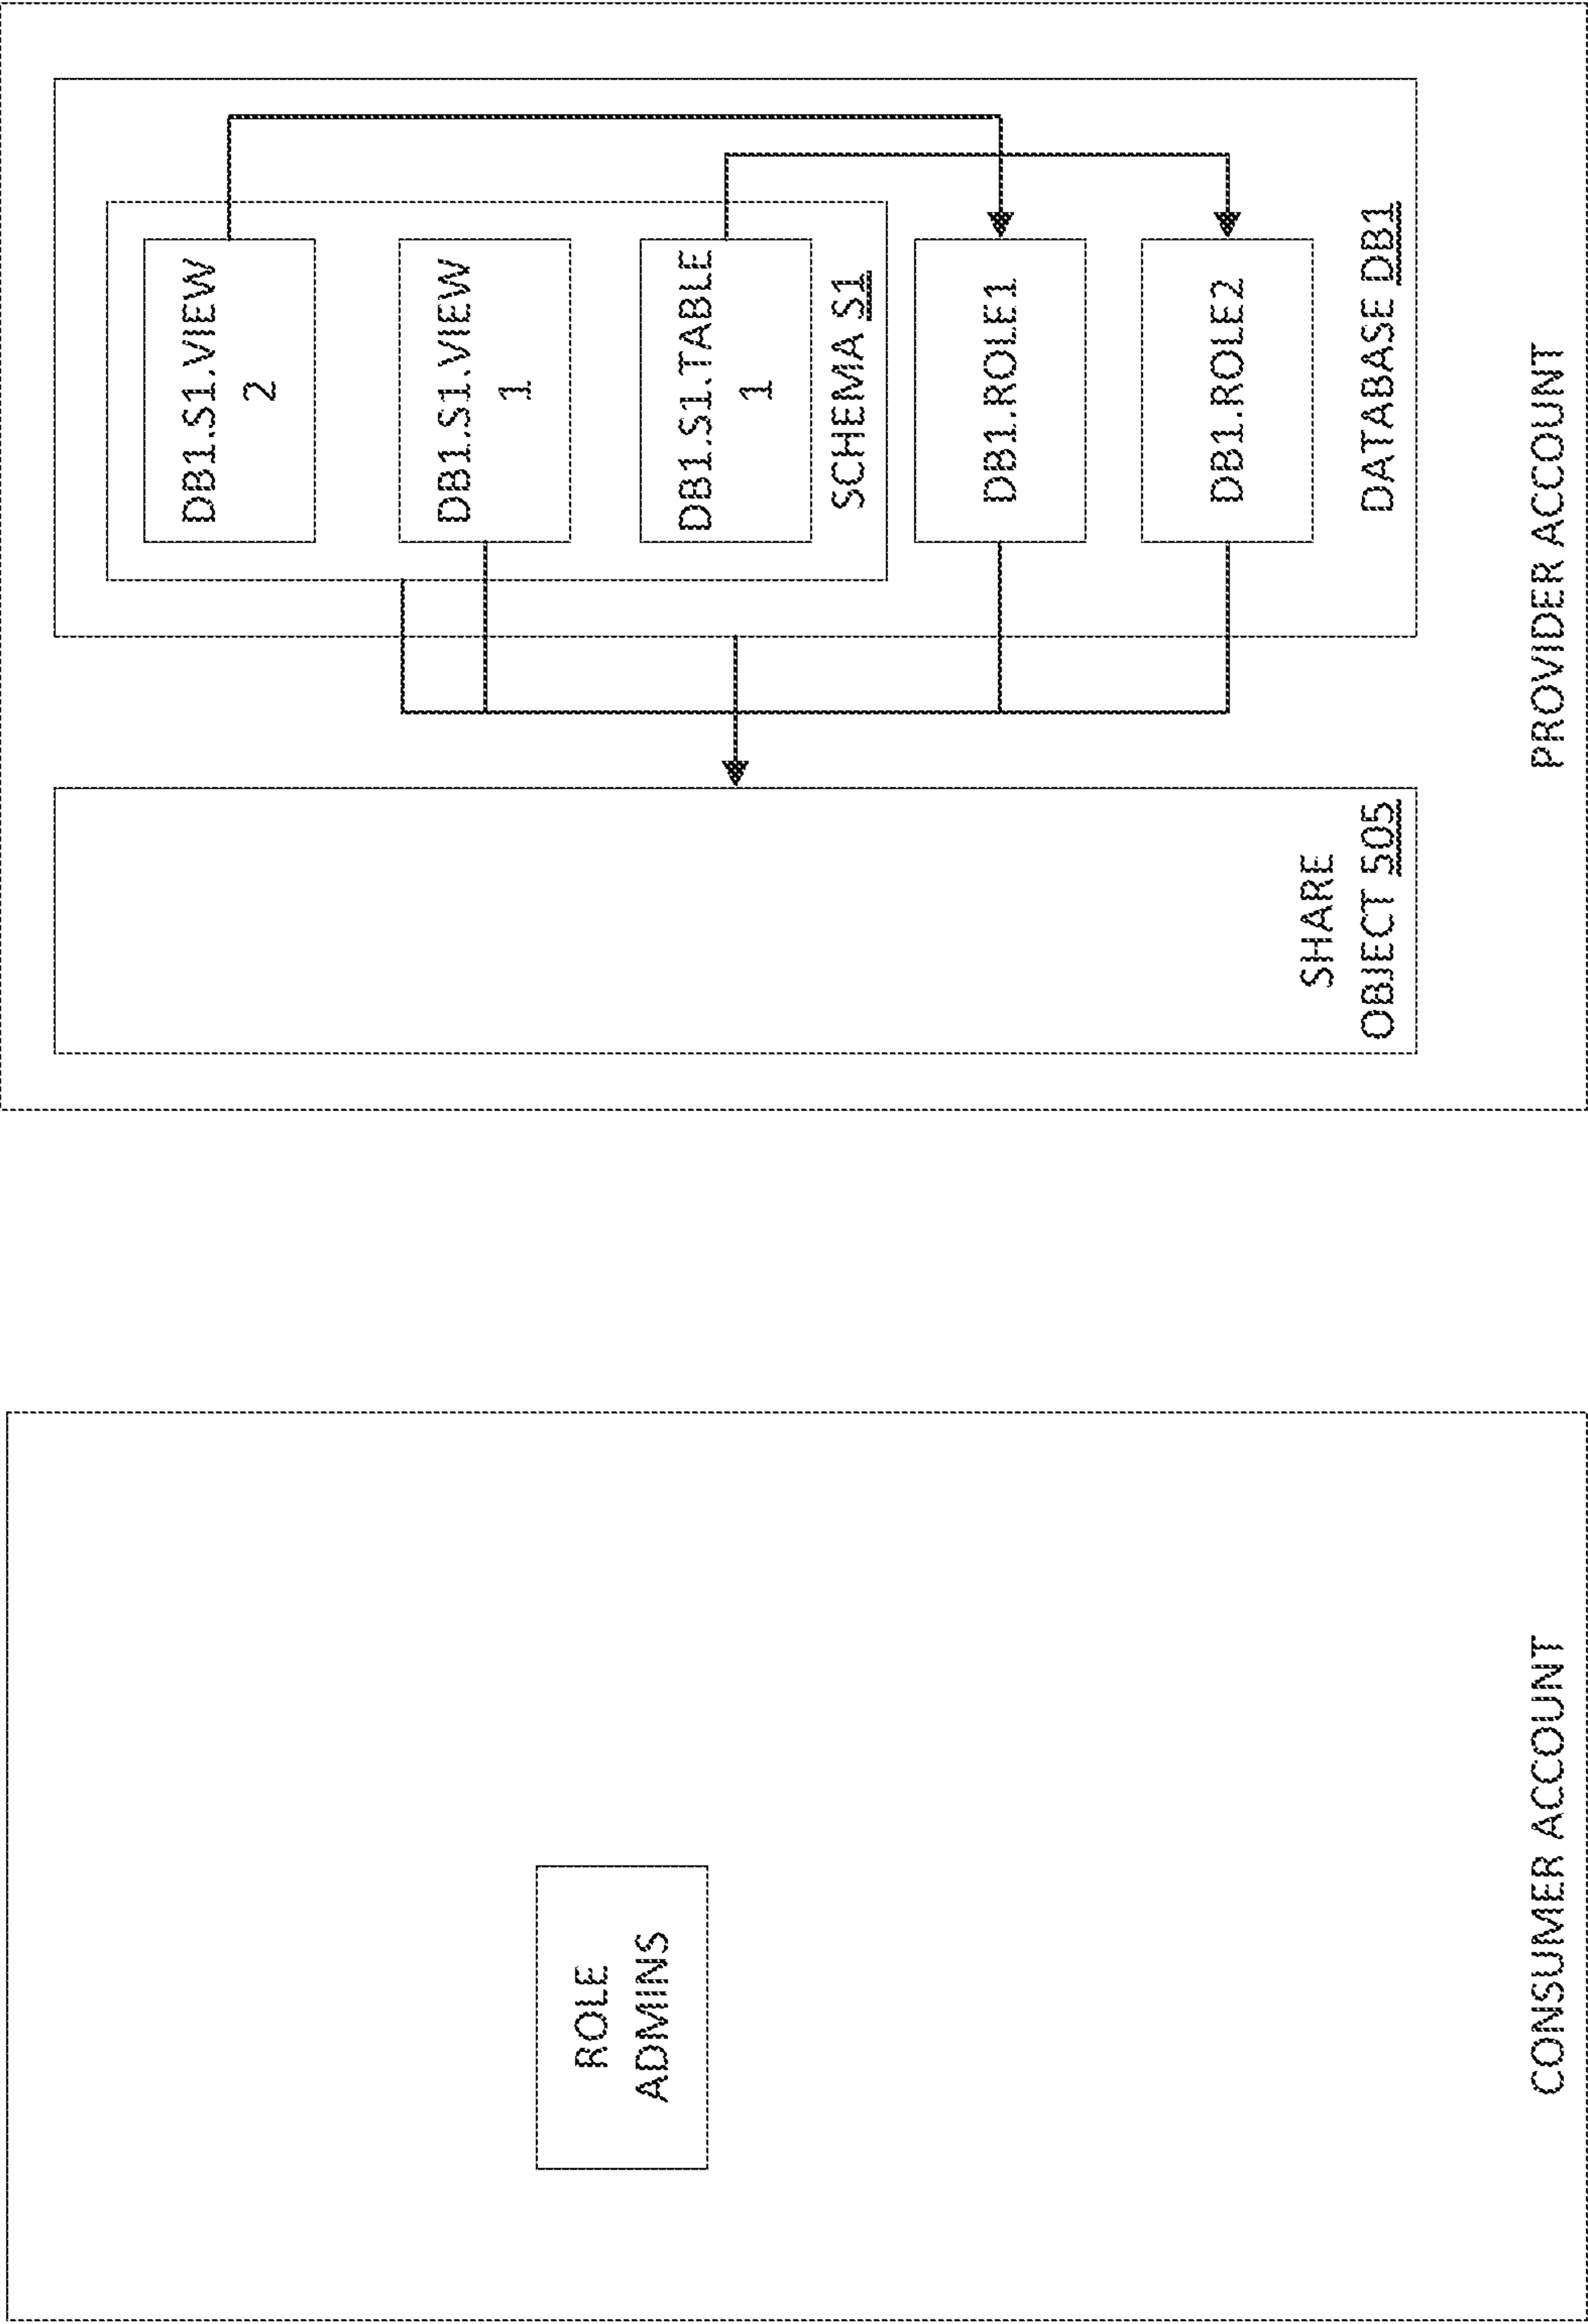 DB1.S1.VIEW
2
DB1.S1.VIEW
1
DB1.S1.TABLE
1
SCHEMA S1
DB1.ROLE1
DB1.ROLE2
DATABASE DB1
SHARE
OBJECT 505
PROVIDER ACCOUNT
ROLE
ADMINS
CONSUMER ACCOUNT